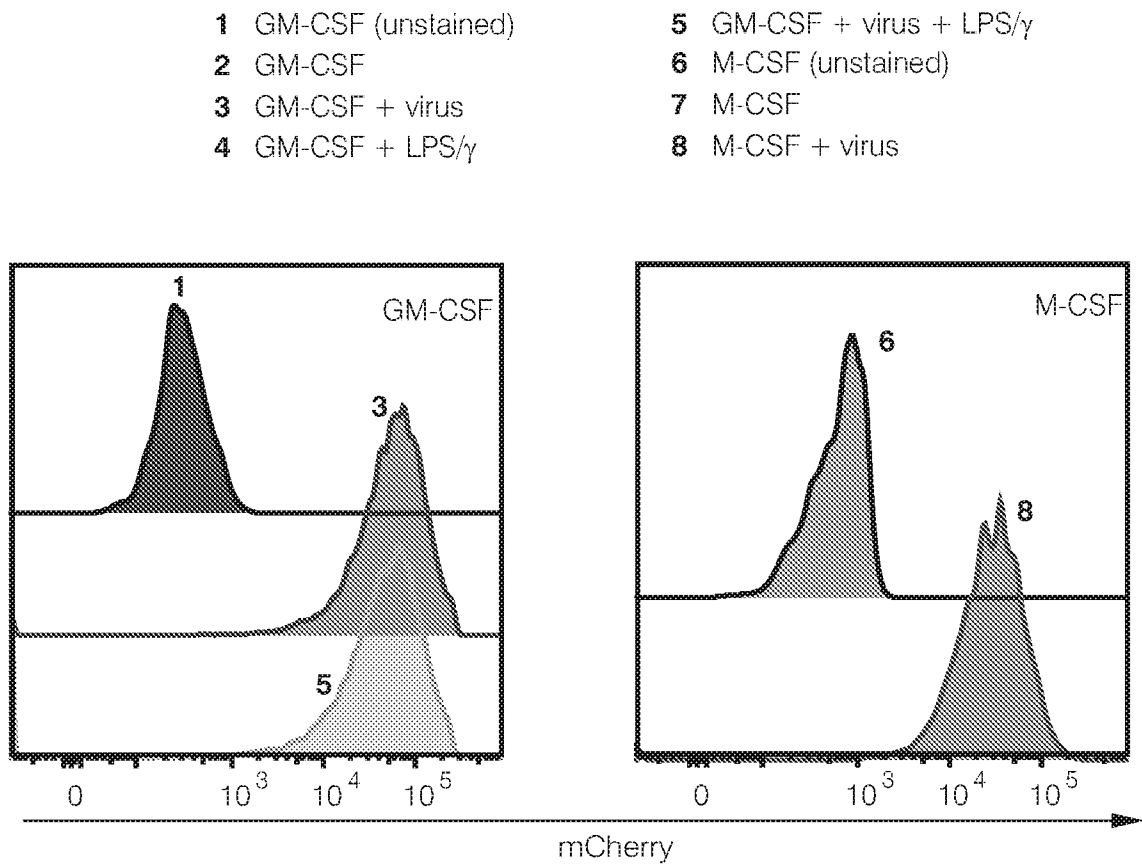 1 GM-CSF (unstained)
2 GM-CSF
3 GM-CSF + virus
4 GM-CSF + LPS/γ
5 GM-CSF + virus + LPS/γ
6 M-CSF (unstained)
7 M-CSF
8 M-CSF + virus
1
GM-CSF
3
5
0 10³ 10⁴ 10⁵
M-CSF
6
8
0 10³ 10⁴ 10⁵
mCherry